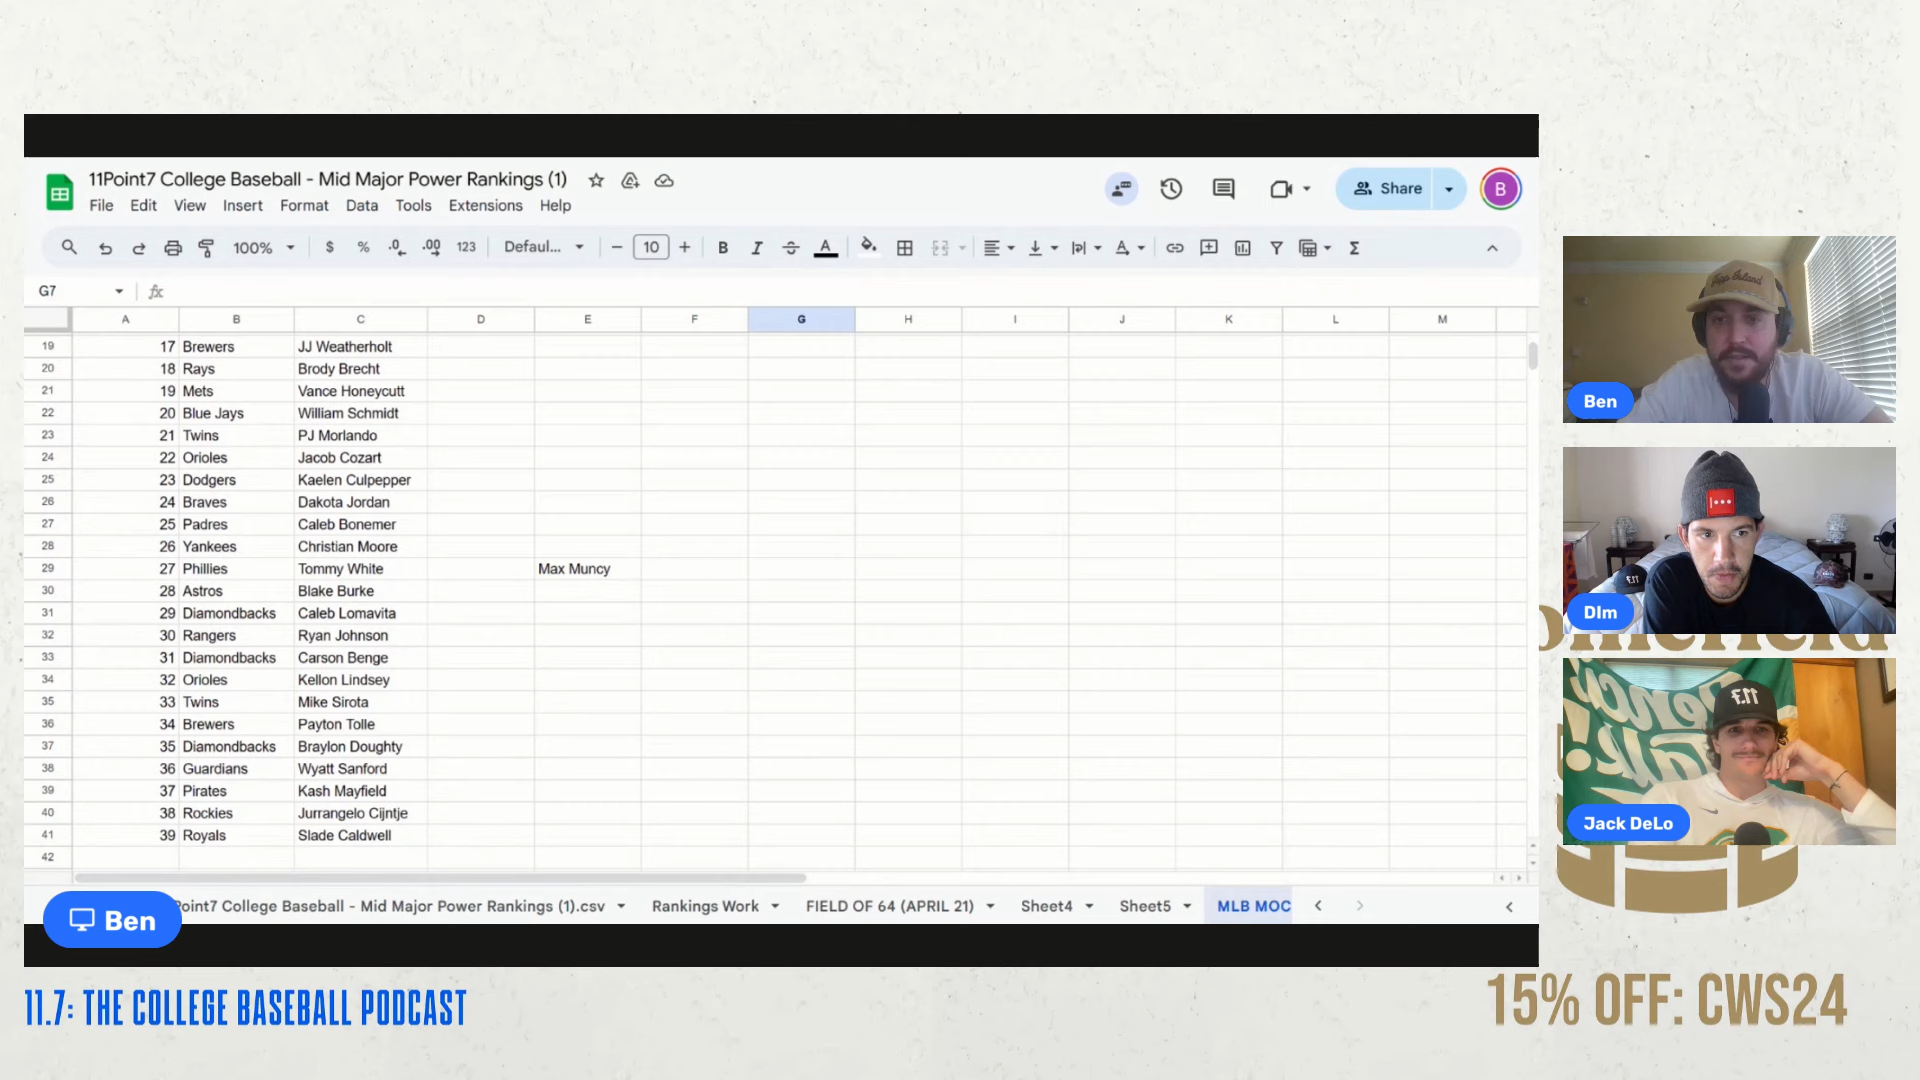 11Point7 College Baseball - Mid Major Power Rankings (1)
File Edit View Insert Format Data Tools Extensions Help
Share
B
100% $ % .0 .00 123 Defaul... − 10 + B I A Σ
G7 fx
A B C D E F G H I J K L M
19 17 Brewers JJ Weatherholt
20 18 Rays Brody Brecht
21 19 Mets Vance Honeycutt
22 20 Blue Jays William Schmidt
23 21 Twins PJ Morlando
24 22 Orioles Jacob Cozart
25 23 Dodgers Kaelen Culpepper
26 24 Braves Dakota Jordan
27 25 Padres Caleb Bonemer
28 26 Yankees Christian Moore
29 27 Phillies Tommy White Max Muncy
30 28 Astros Blake Burke
31 29 Diamondbacks Caleb Lomavita
32 30 Rangers Ryan Johnson
33 31 Diamondbacks Carson Benge
34 32 Orioles Kellon Lindsey
35 33 Twins Mike Sirota
36 34 Brewers Payton Tolle
37 35 Diamondbacks Braylon Doughty
38 36 Guardians Wyatt Sanford
39 37 Pirates Kash Mayfield
40 38 Rockies Jurrangelo Cijntje
41 39 Royals Slade Caldwell
42
Point7 College Baseball - Mid Major Power Rankings (1).csv Rankings Work FIELD OF 64 (APRIL 21) Sheet4 Sheet5 MLB MOC
Ben
Ben
Dlm
11.7
Jack DeLo
11.7: THE COLLEGE BASEBALL PODCAST
15% OFF: CWS24